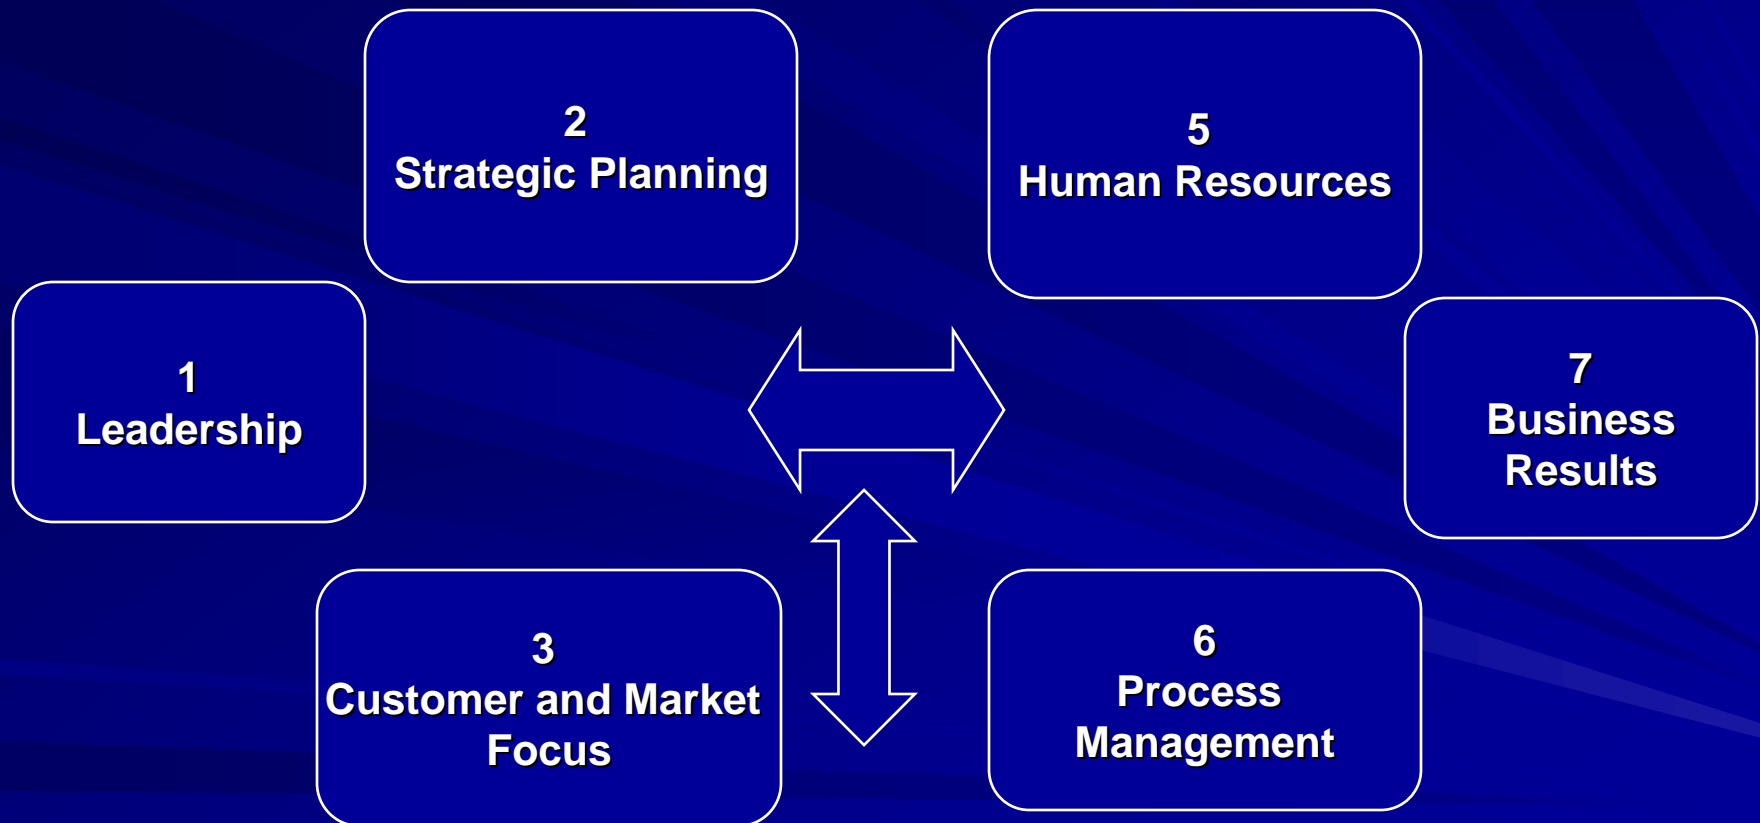 2
Strategic Planning
5
Human Resources
1
Leadership
7
Business
Results
3
Customer and Market
Focus
6
Process
Management